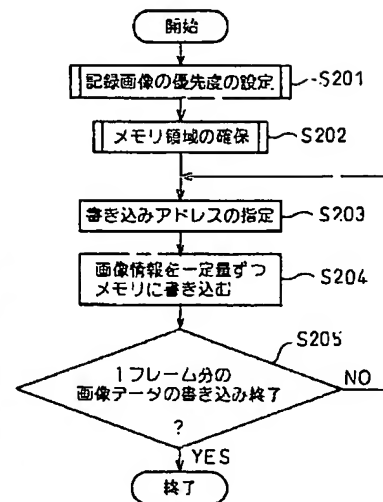 開始
記録画像の優先度の設定
S201
メモリ領域の確保
S202
書き込みアドレスの指定
S203
画像情報を一定量ずつ
メモリに書き込む
S204
S205
1フレーム分の
画像データの書き込み終了
?
NO
YES
終了